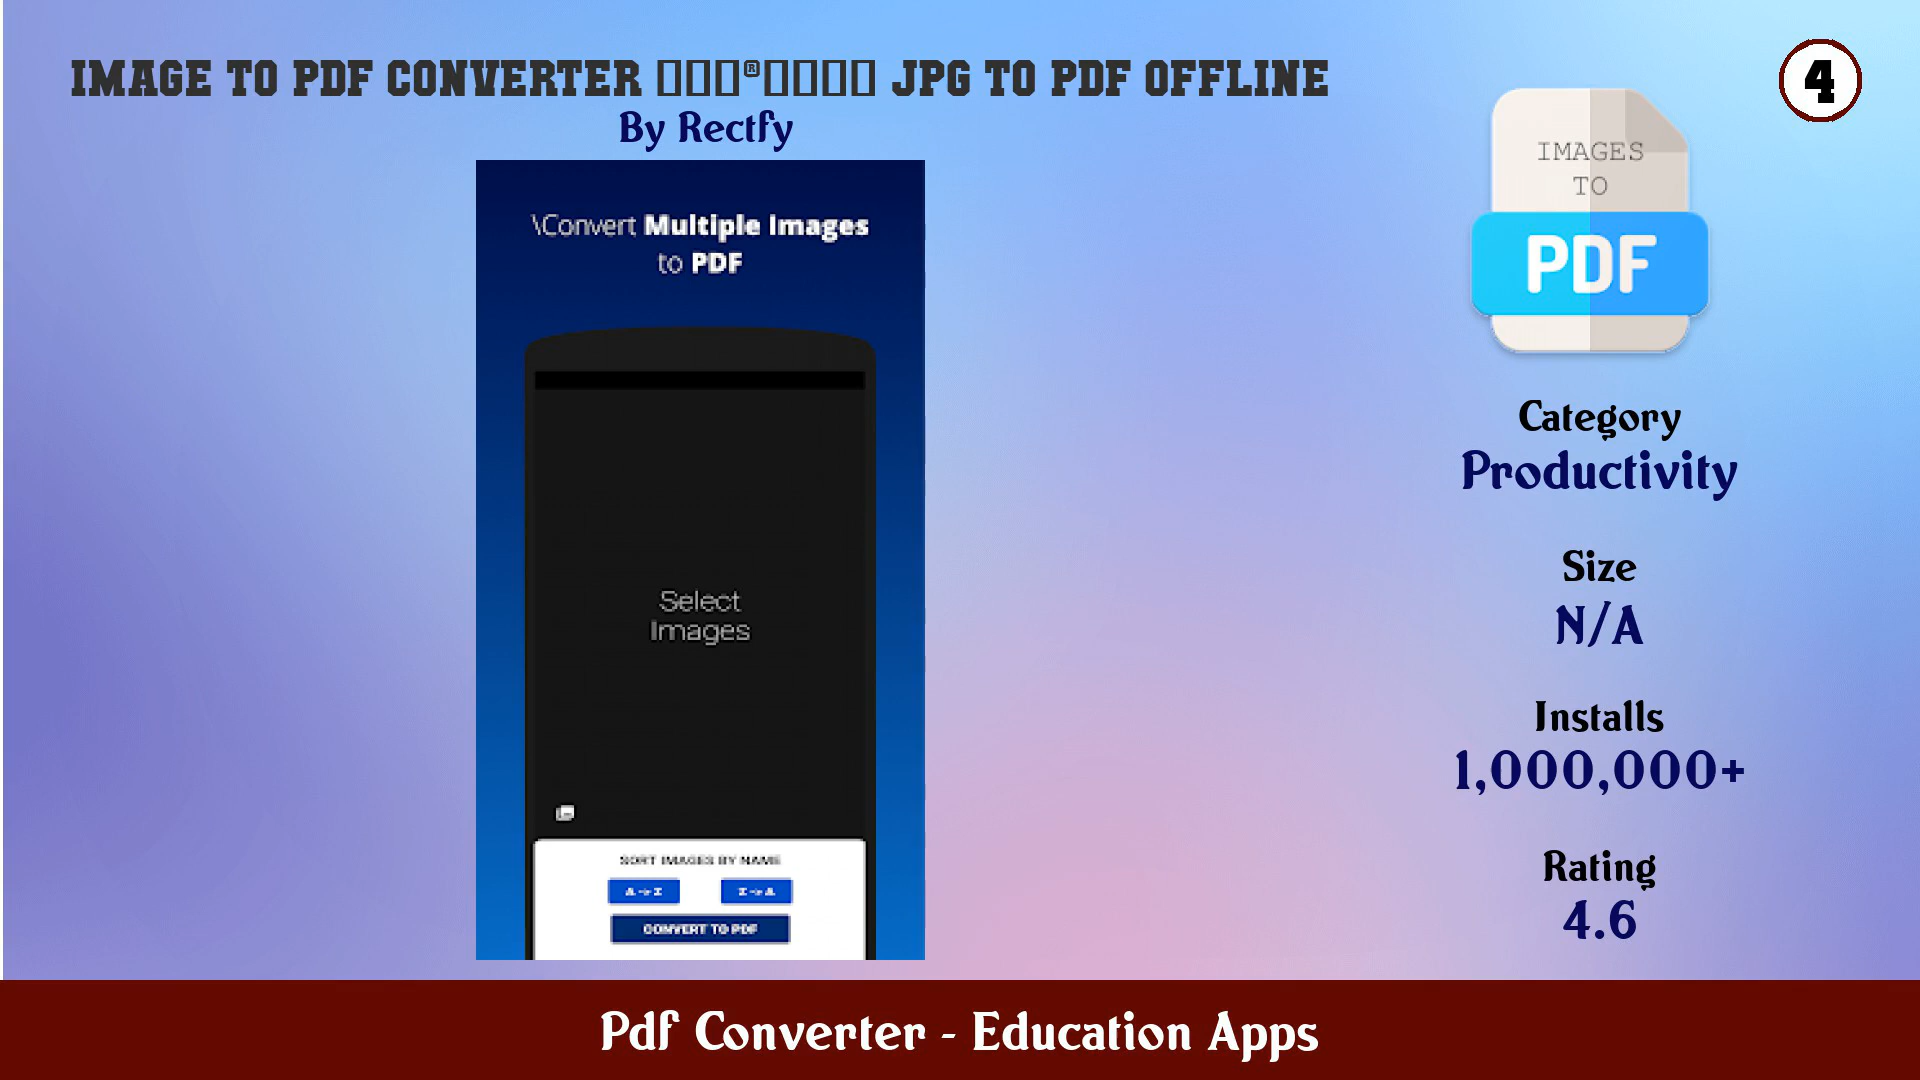 IMAGE TO PDF CONVERTER ▯▯▯®▯▯▯▯ JPG TO PDF OFFLINE
By Rectfy
4
\Convert Multiple Images
to PDF
Select
Images
SORT IMAGES BY NAME
A -> Z
Z -> A
CONVERT TO PDF
IMAGES
TO
PDF
Category
Productivity
Size
N/A
Installs
1,000,000+
Rating
4.6
Pdf Converter - Education Apps